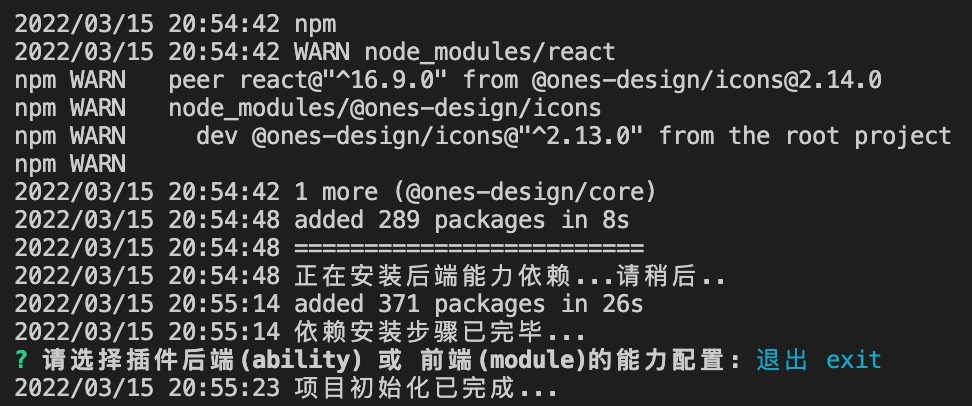 2022/03/15 20:54:42 npm
2022/03/15 20:54:42 WARN node_modules/react
npm WARN   peer react@"^16.9.0" from @ones-design/icons@2.14.0
npm WARN   node_modules/@ones-design/icons
npm WARN     dev @ones-design/icons@"^2.13.0" from the root project
npm WARN
2022/03/15 20:54:42 1 more (@ones-design/core)
2022/03/15 20:54:48 added 289 packages in 8s
2022/03/15 20:54:48 =========================
2022/03/15 20:54:48 正在安装后端能力依赖...请稍后..
2022/03/15 20:55:14 added 371 packages in 26s
2022/03/15 20:55:14 依赖安装步骤已完毕...
? 请选择插件后端(ability) 或 前端(module)的能力配置: 退出 exit
2022/03/15 20:55:23 项目初始化已完成...